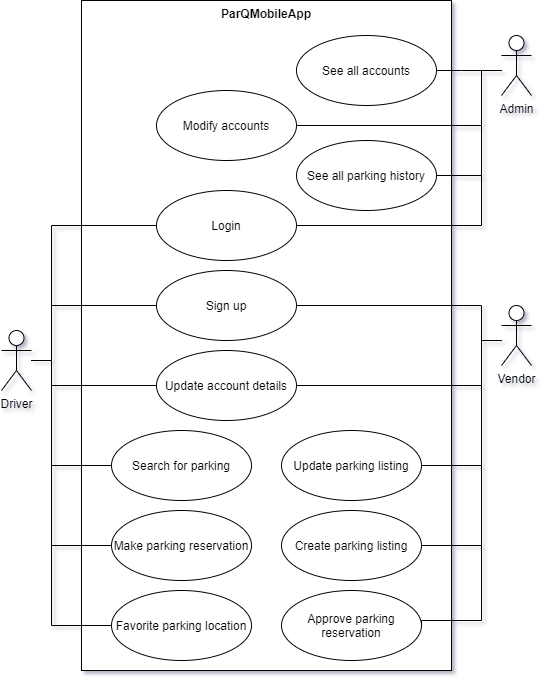 ParQMobileApp
See all accounts
Admin
Modify accounts
See all parking history
Login
Sign up
Vendor
Driver
Update account details
Search for parking
Update parking listing
Make parking reservation
Create parking listing
Favorite parking location
Approve parking
reservation